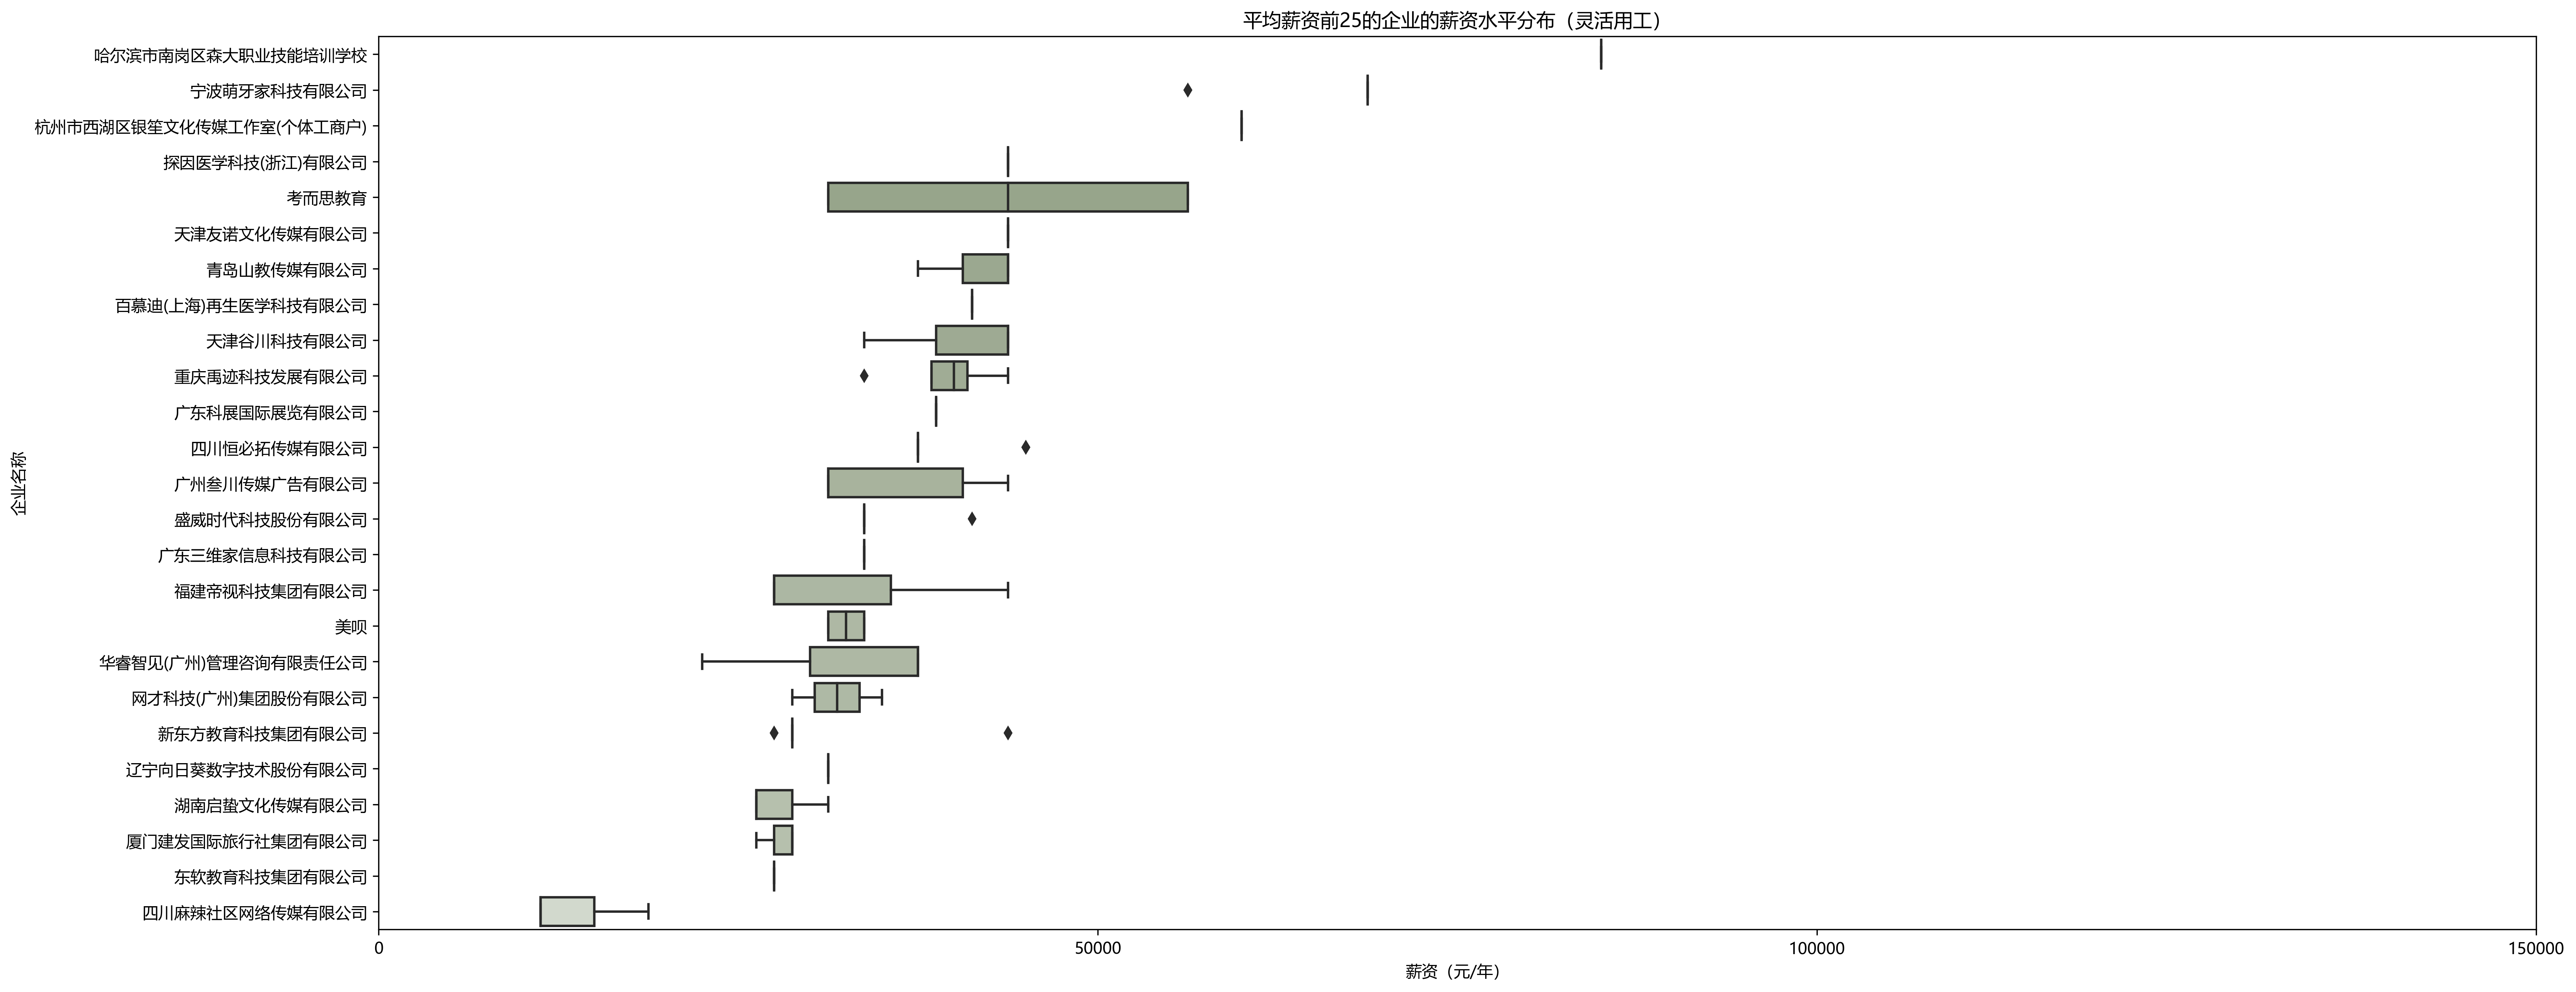 平均薪资前25的企业的薪资水平分布（灵活用工）
企业名称
哈尔滨市南岗区森大职业技能培训学校
宁波萌牙家科技有限公司
杭州市西湖区银笙文化传媒工作室(个体工商户)
探因医学科技(浙江)有限公司
考而思教育
天津友诺文化传媒有限公司
青岛山教传媒有限公司
百慕迪(上海)再生医学科技有限公司
天津谷川科技有限公司
重庆禹迹科技发展有限公司
广东科展国际展览有限公司
四川恒必拓传媒有限公司
广州叁川传媒广告有限公司
盛威时代科技股份有限公司
广东三维家信息科技有限公司
福建帝视科技集团有限公司
美呗
华睿智见(广州)管理咨询有限责任公司
网才科技(广州)集团股份有限公司
新东方教育科技集团有限公司
辽宁向日葵数字技术股份有限公司
湖南启蛰文化传媒有限公司
厦门建发国际旅行社集团有限公司
东软教育科技集团有限公司
四川麻辣社区网络传媒有限公司
0 50000 100000 150000
薪资（元/年）